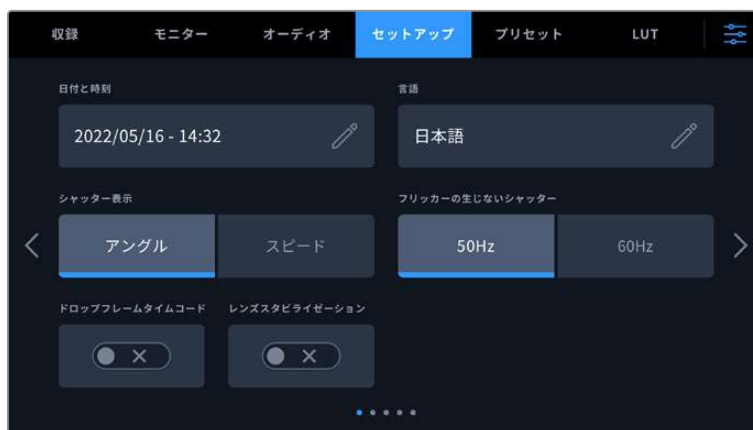 収録 モニター オーディオ セットアップ プリセット LUT
日付と時刻 言語
2022/05/16 - 14:32 日本語
シャッター表示 フリッカーの生じないシャッター
アングル スピード 50Hz 60Hz
ドロップフレームタイムコード レンズスタビライゼーション